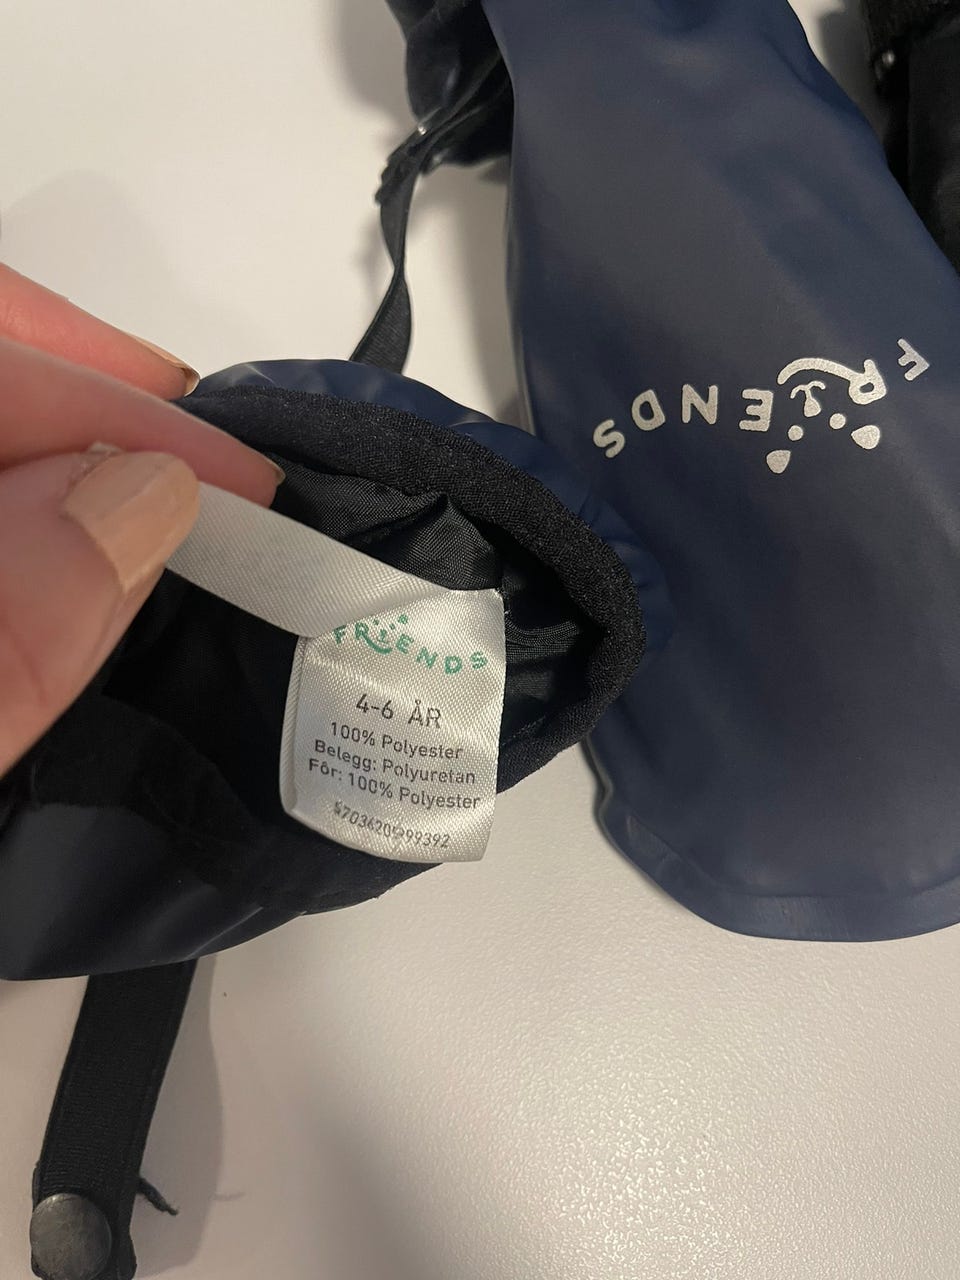 FRIENDS
FRIENDS
4-6 ÅR
100% Polyester
Belegg: Polyuretan
Fôr: 100% Polyester